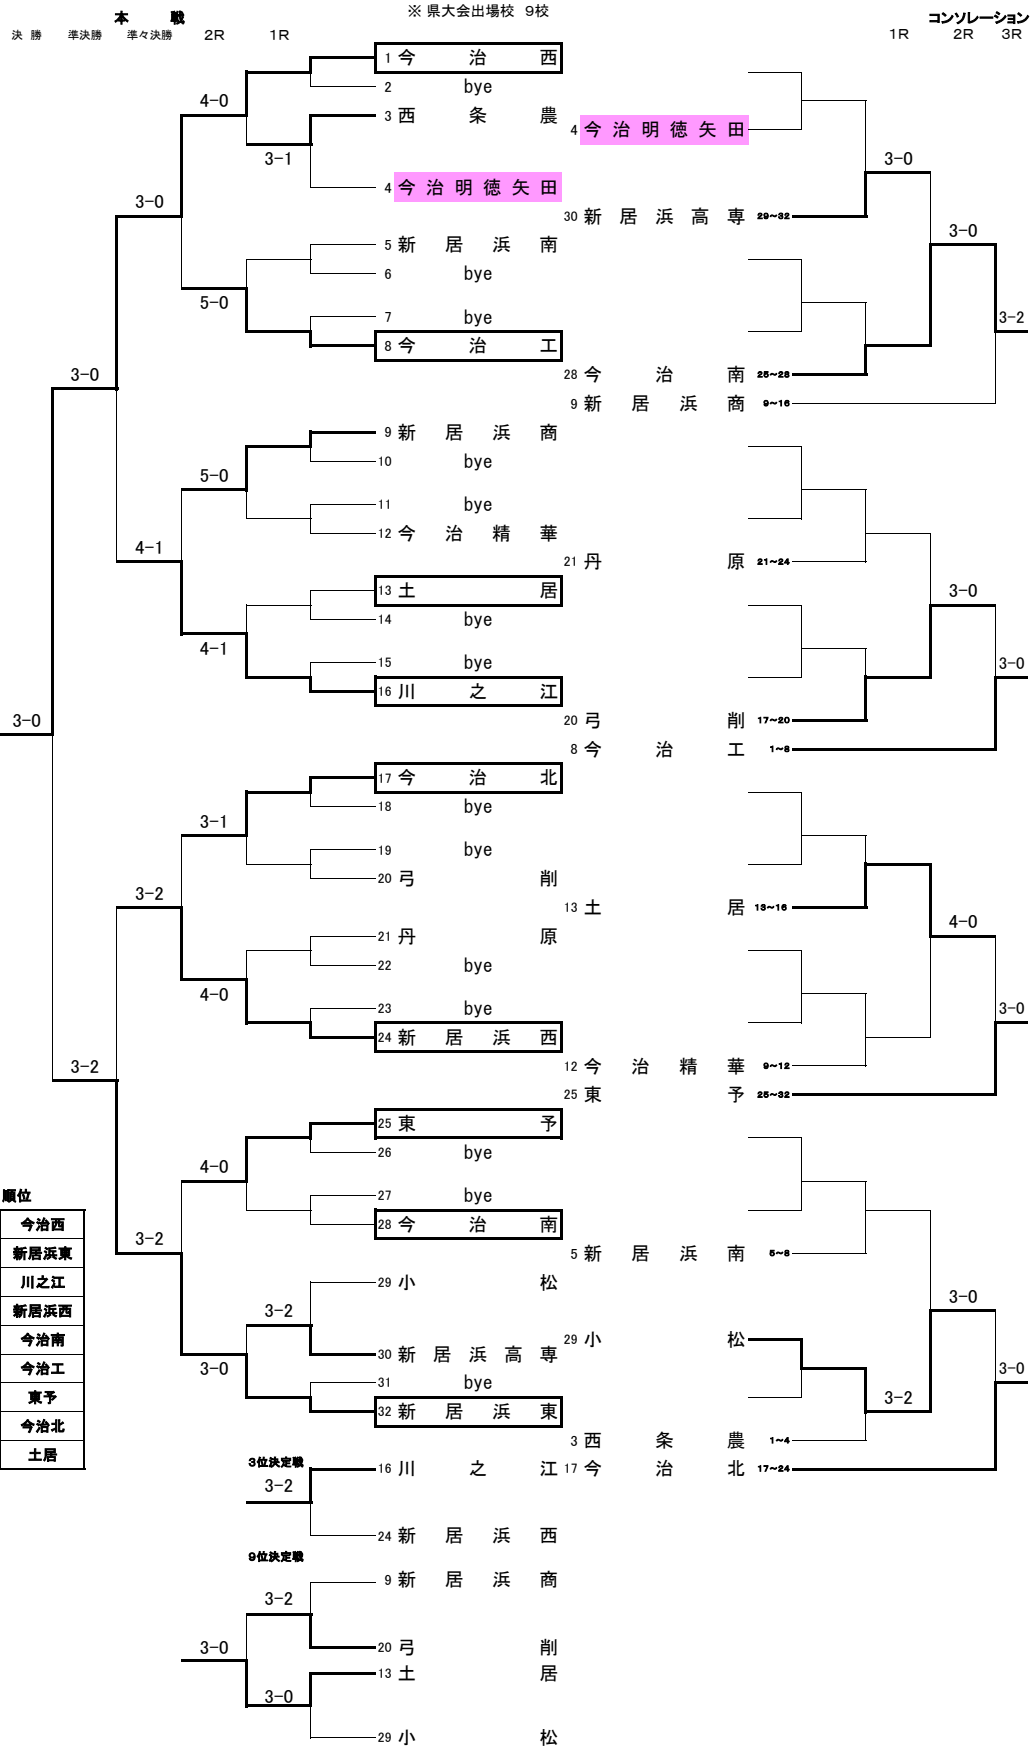 ※ 県大会出場校 9校
本 戦
コンソレーション
決 勝 準決勝 準々決勝 2R 1R
1R 2R 3R
1 今治西
2 bye
4-0
3 西条農
4 今治明徳矢田
3-1
3-0
4 今治明徳矢田
3-0
30 新居浜高専 29~32
5 新居浜南
3-0
6 bye
5-0
7 bye
3-2
8 今治工
3-0
28 今治南 25~28
9 新居浜商 9~16
9 新居浜商
10 bye
5-0
11 bye
12 今治精華
4-1
21 丹原 21~24
13 土居
3-0
14 bye
4-1
15 bye
3-0
16 川之江
3-0
20 弓削 17~20
8 今治工 1~8
17 今治北
18 bye
3-1
19 bye
20 弓削
3-2
13 土居 13~16
4-0
21 丹原
22 bye
4-0
23 bye
3-0
24 新居浜西
3-2
12 今治精華 9~12
25 東予 25~32
25 東予
26 bye
4-0
27 bye
28 今治南
3-2
5 新居浜南 5~8
29 小松
3-0
3-2
29 小松
30 新居浜高専
3-0
3-0
31 bye
3-2
32 新居浜東
3 西条農 1~4
17 今治北 17~24
順位
今治西
新居浜東
川之江
新居浜西
今治南
今治工
東予
今治北
土居
3位決定戦
16 川之江
3-2
24 新居浜西
9位決定戦
9 新居浜商
3-2
20 弓削
3-0
13 土居
3-0
29 小松